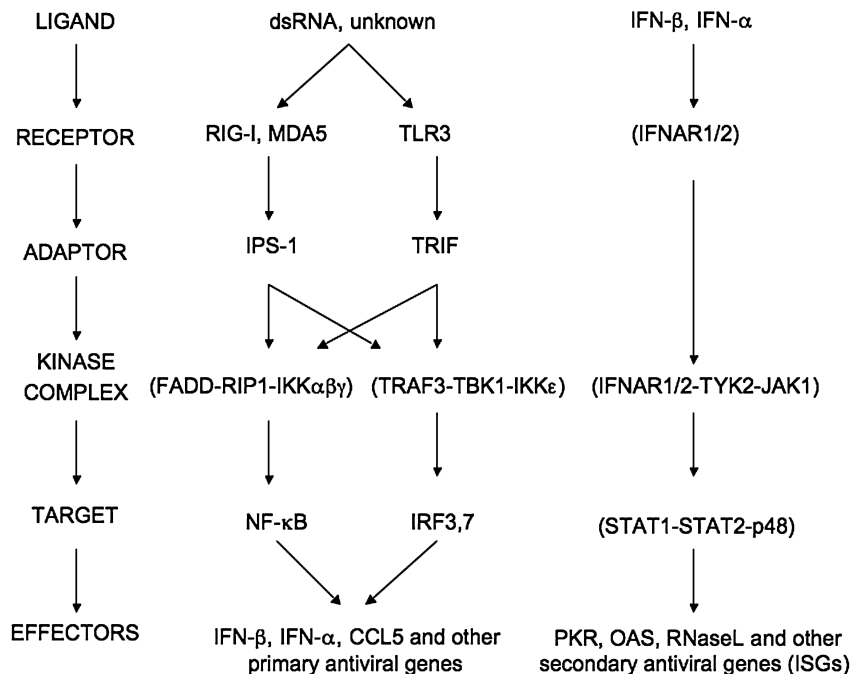 LIGAND
dsRNA, unknown
IFN-β, IFN-α
RECEPTOR
RIG-I, MDA5
TLR3
(IFNAR1/2)
ADAPTOR
IPS-1
TRIF
KINASE
COMPLEX
(FADD-RIP1-IKKαβγ)
(TRAF3-TBK1-IKKε)
(IFNAR1/2-TYK2-JAK1)
TARGET
NF-κB
IRF3,7
(STAT1-STAT2-p48)
EFFECTORS
IFN-β, IFN-α, CCL5 and other
primary antiviral genes
PKR, OAS, RNaseL and other
secondary antiviral genes (ISGs)